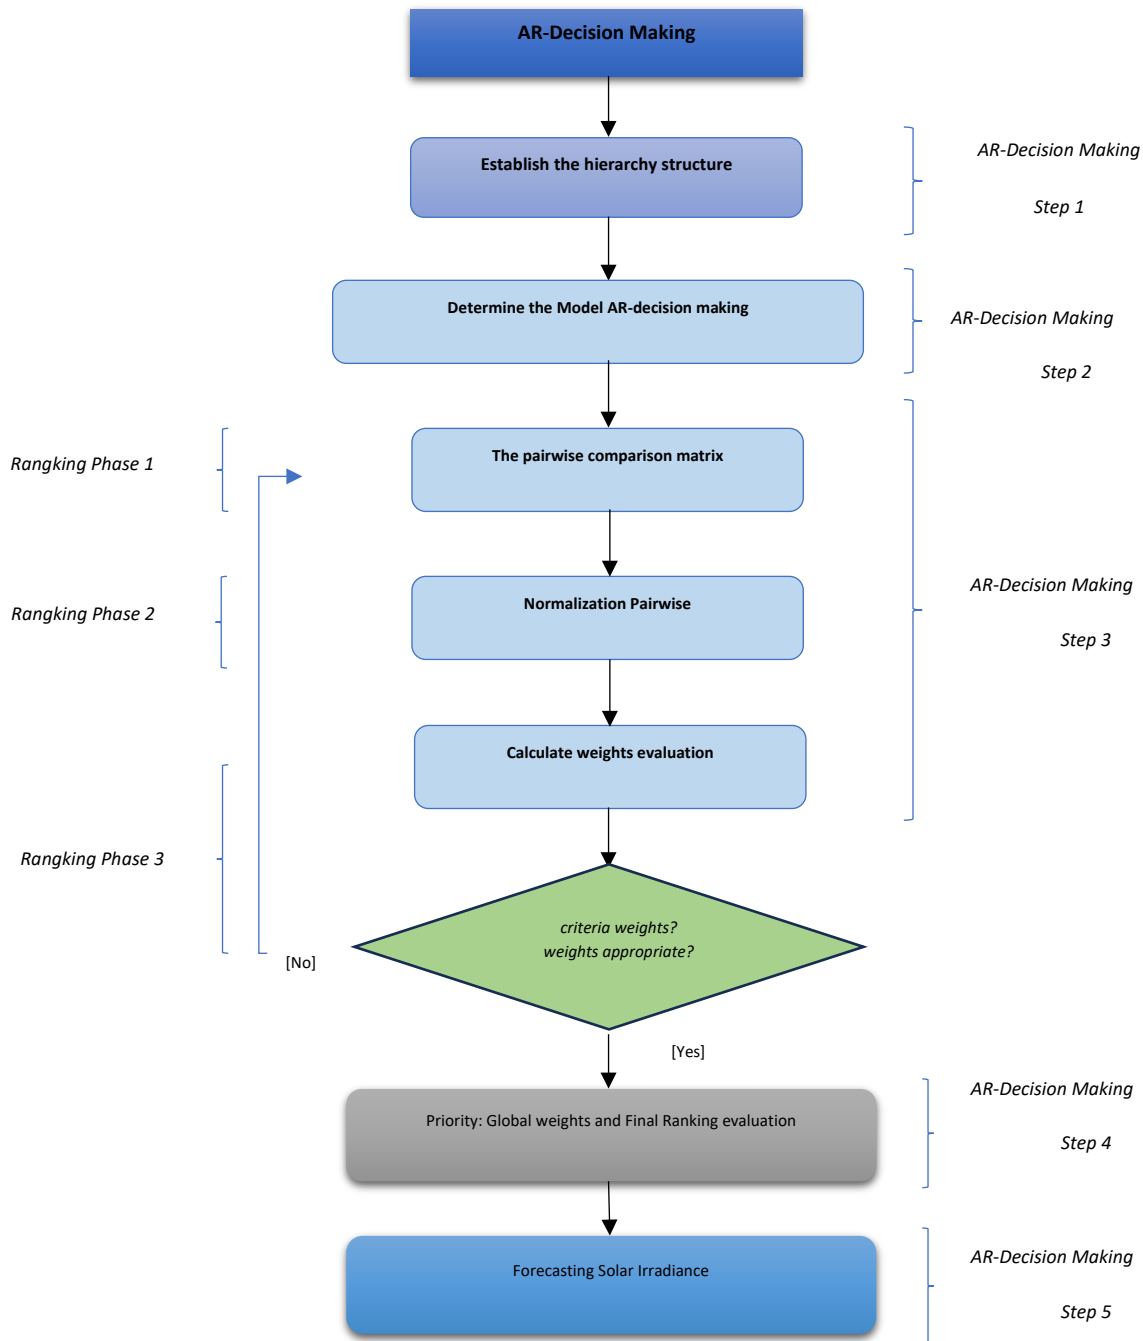 AR-Decision Making
Establish the hierarchy structure
AR-Decision Making
Step 1
Determine the Model AR-decision making
AR-Decision Making
Step 2
Rangking Phase 1
The pairwise comparison matrix
Rangking Phase 2
Normalization Pairwise
AR-Decision Making
Step 3
Calculate weights evaluation
Rangking Phase 3
criteria weights?
weights appropriate?
[No]
[Yes]
Priority: Global weights and Final Ranking evaluation
AR-Decision Making
Step 4
Forecasting Solar Irradiance
AR-Decision Making
Step 5